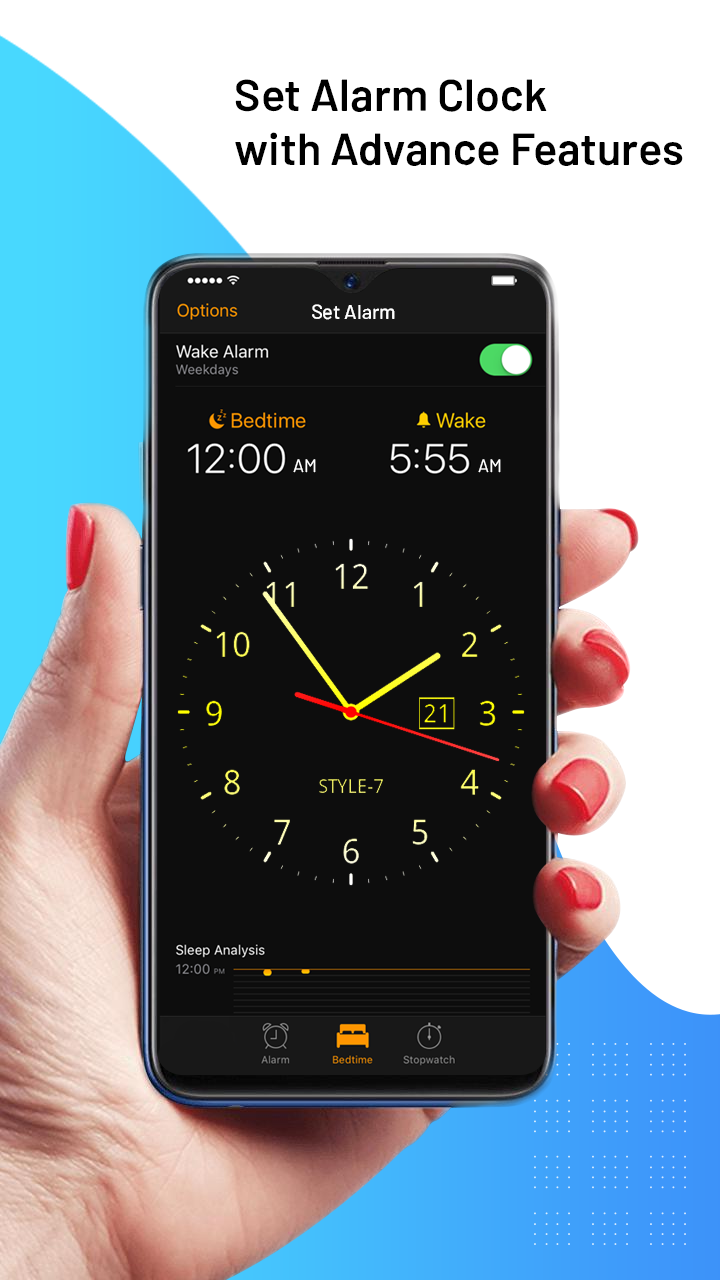 Set Alarm Clock
with Advance Features
Options
Set Alarm
Wake Alarm
Weekdays
Bedtime
Wake
12:00 AM
5:55 AM
12
11
1
10
2
9
21
3
8
STYLE-7
4
7
5
6
Sleep Analysis
12:00 PM
Alarm
Bedtime
Stopwatch